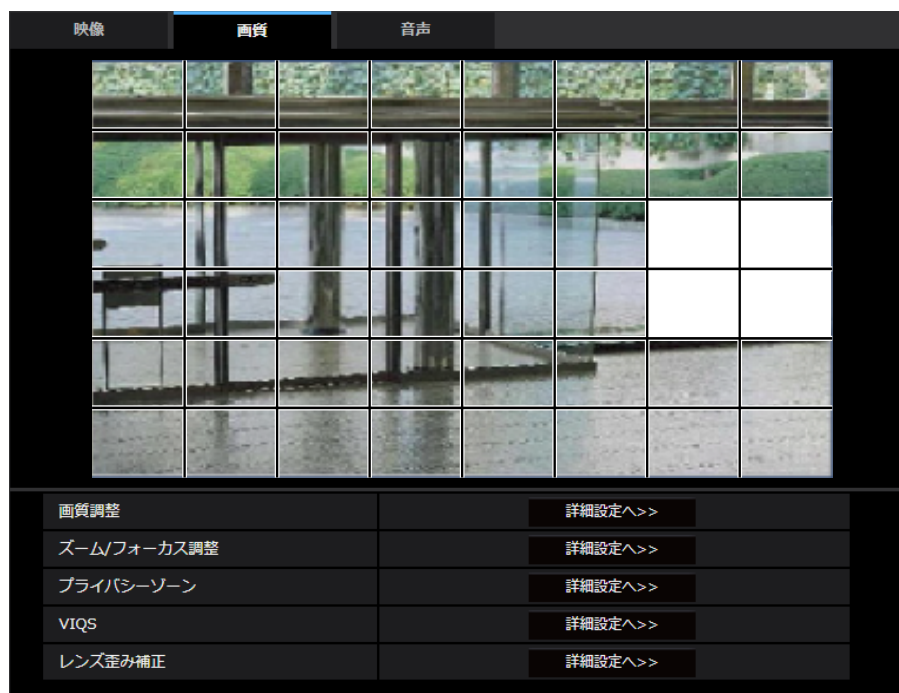 映像 画質 音声
画質調整 詳細設定へ>>
ズーム/フォーカス調整 詳細設定へ>>
プライバシーゾーン 詳細設定へ>>
VIQS 詳細設定へ>>
レンズ歪み補正 詳細設定へ>>